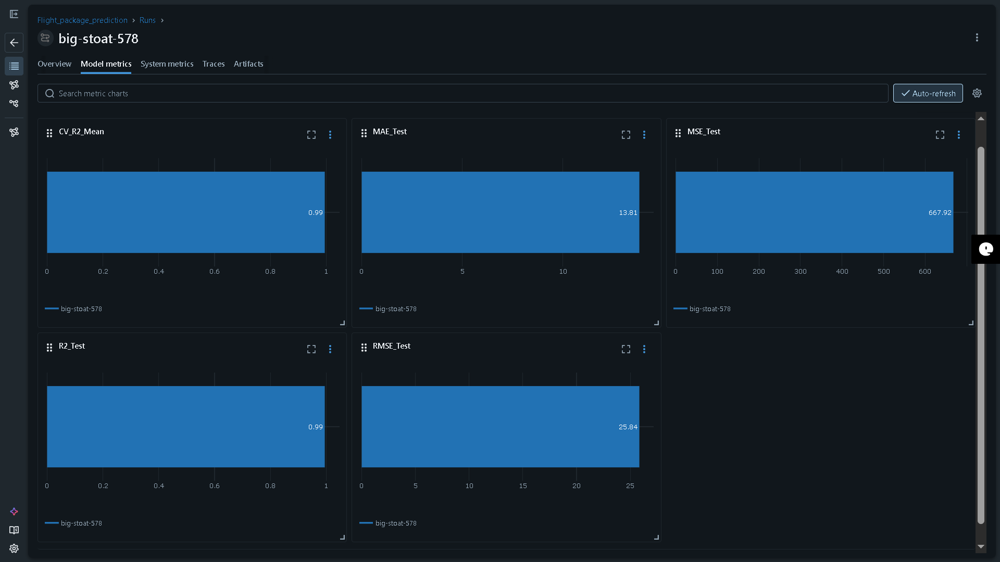 Flight_package_prediction › Runs ›
big-stoat-578
Overview Model metrics System metrics Traces Artifacts
Search metric charts
Auto-refresh
CV_R2_Mean
0.99
0 0.2 0.4 0.6 0.8 1
big-stoat-578
MAE_Test
13.81
0 5 10
big-stoat-578
MSE_Test
667.92
0 100 200 300 400 500 600
big-stoat-578
R2_Test
0.99
0 0.2 0.4 0.6 0.8 1
big-stoat-578
RMSE_Test
25.84
0 5 10 15 20 25
big-stoat-578